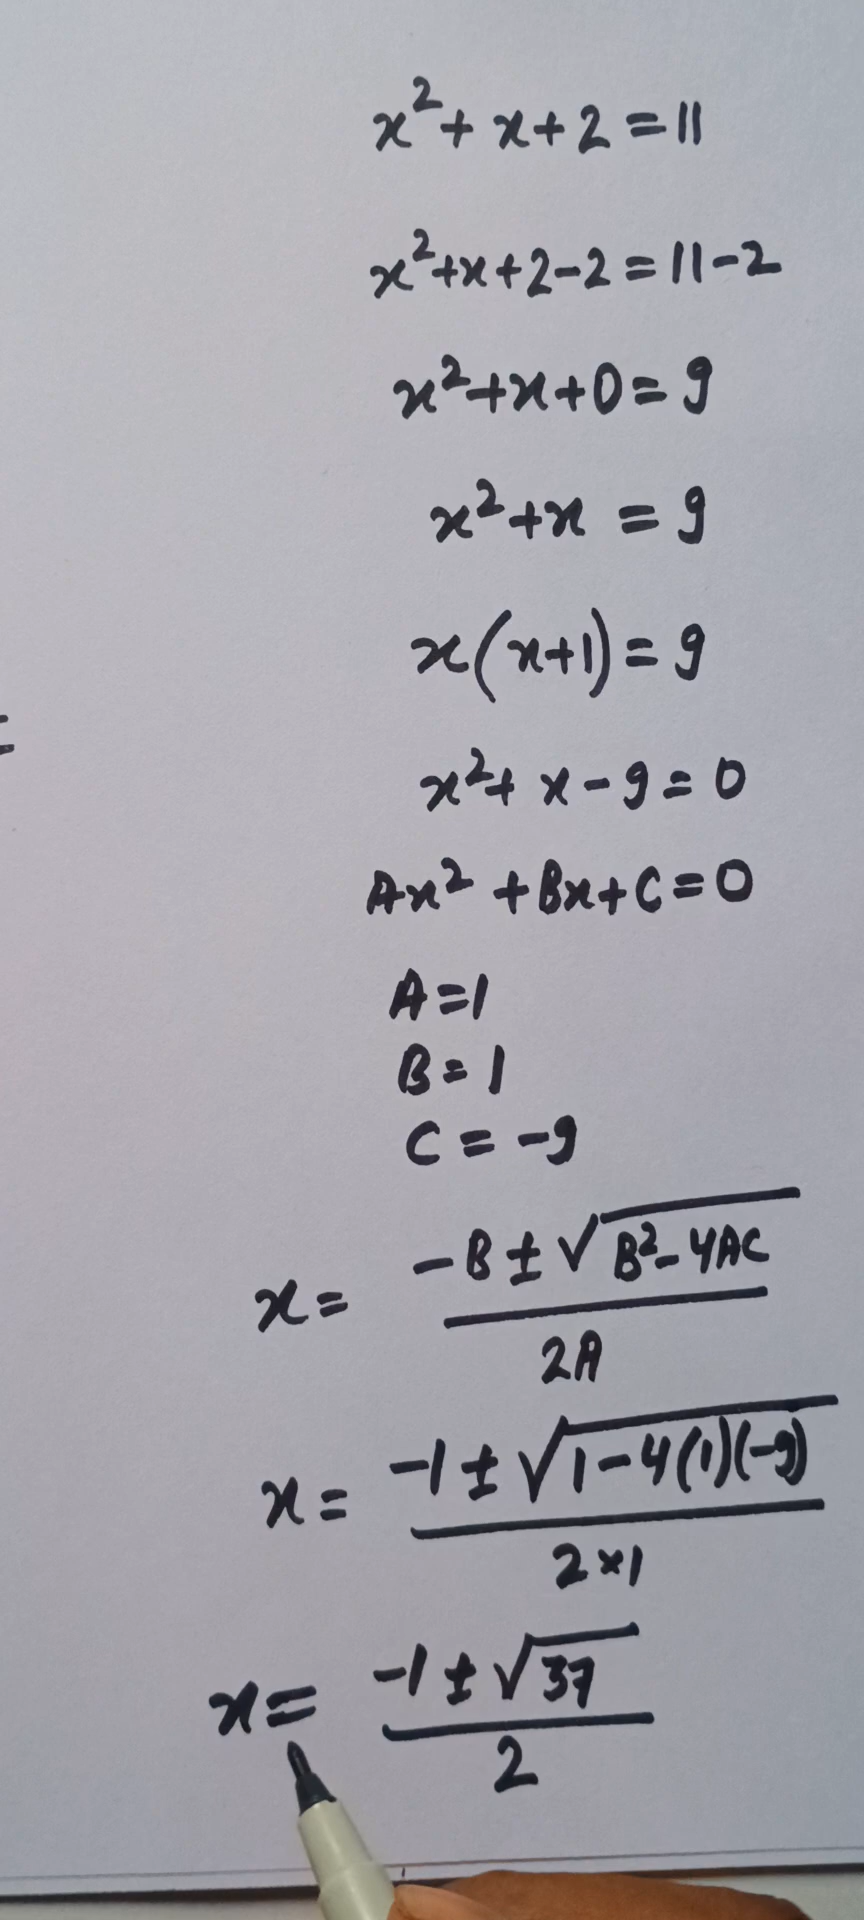 x² + x + 2 = 11
x² + x + 2 - 2 = 11 - 2
x² + x + 0 = 9
x² + x = 9
x(x+1) = 9
=
x² + x - 9 = 0
Ax² + Bx + C = 0
A = 1
B = 1
C = -9
x = (-B ± √(B² - 4AC)) / 2A
x = (-1 ± √(1 - 4(1)(-9))) / 2×1
x = (-1 ± √37) / 2